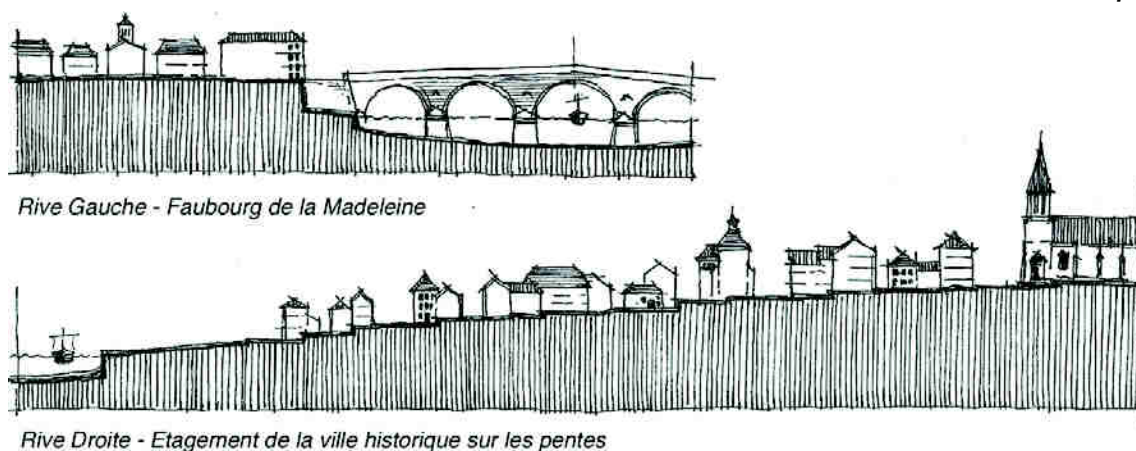 Rive Gauche - Faubourg de la Madeleine
Rive Droite - Etagement de la ville historique sur les pentes